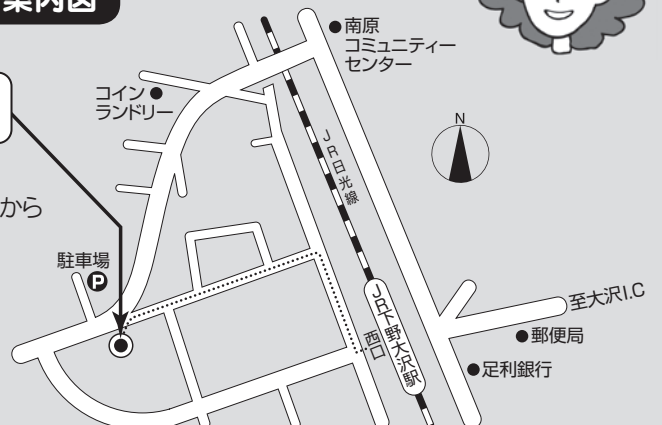 案内図
南原
コミュニティー
センター
コイン
ランドリー
N
JR日光線
から
駐車場
P
JR下野大沢駅
西口
至大沢I.C
郵便局
足利銀行